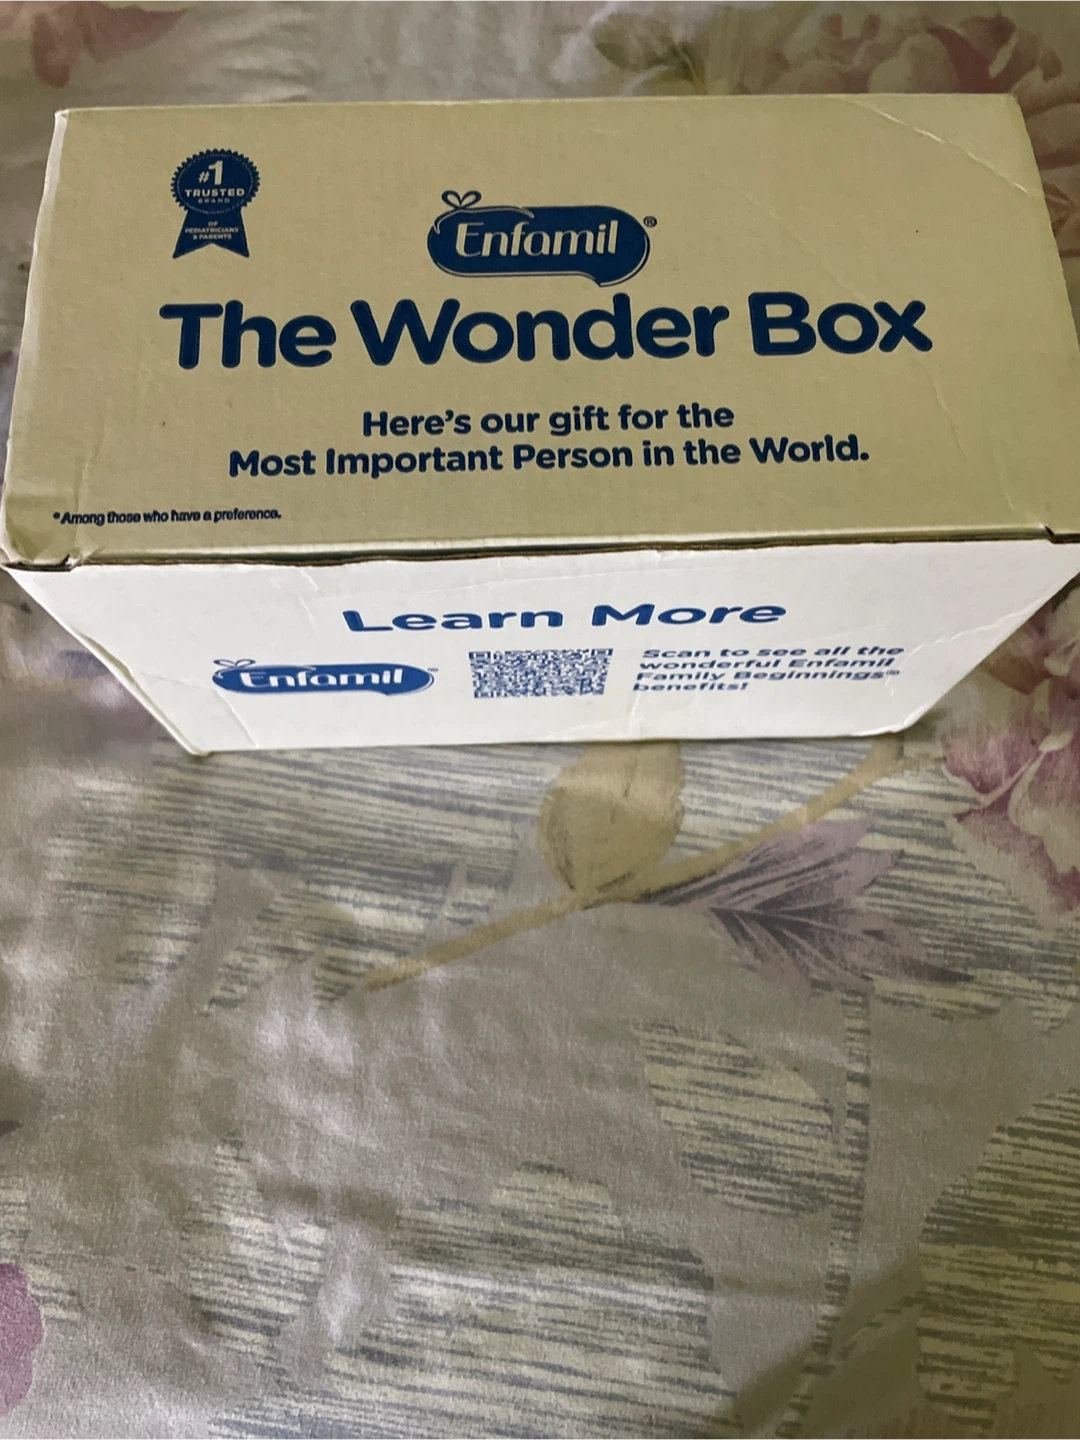 #1
TRUSTED
BRAND
OF
PEDIATRICIANS*
& PARENTS
Enfamil®
The Wonder Box
Here's our gift for the
Most Important Person in the World.
*Among those who have a preference.
Learn More
Enfamil™
Scan to see all the
wonderful Enfamil
Family Beginnings®
benefits!